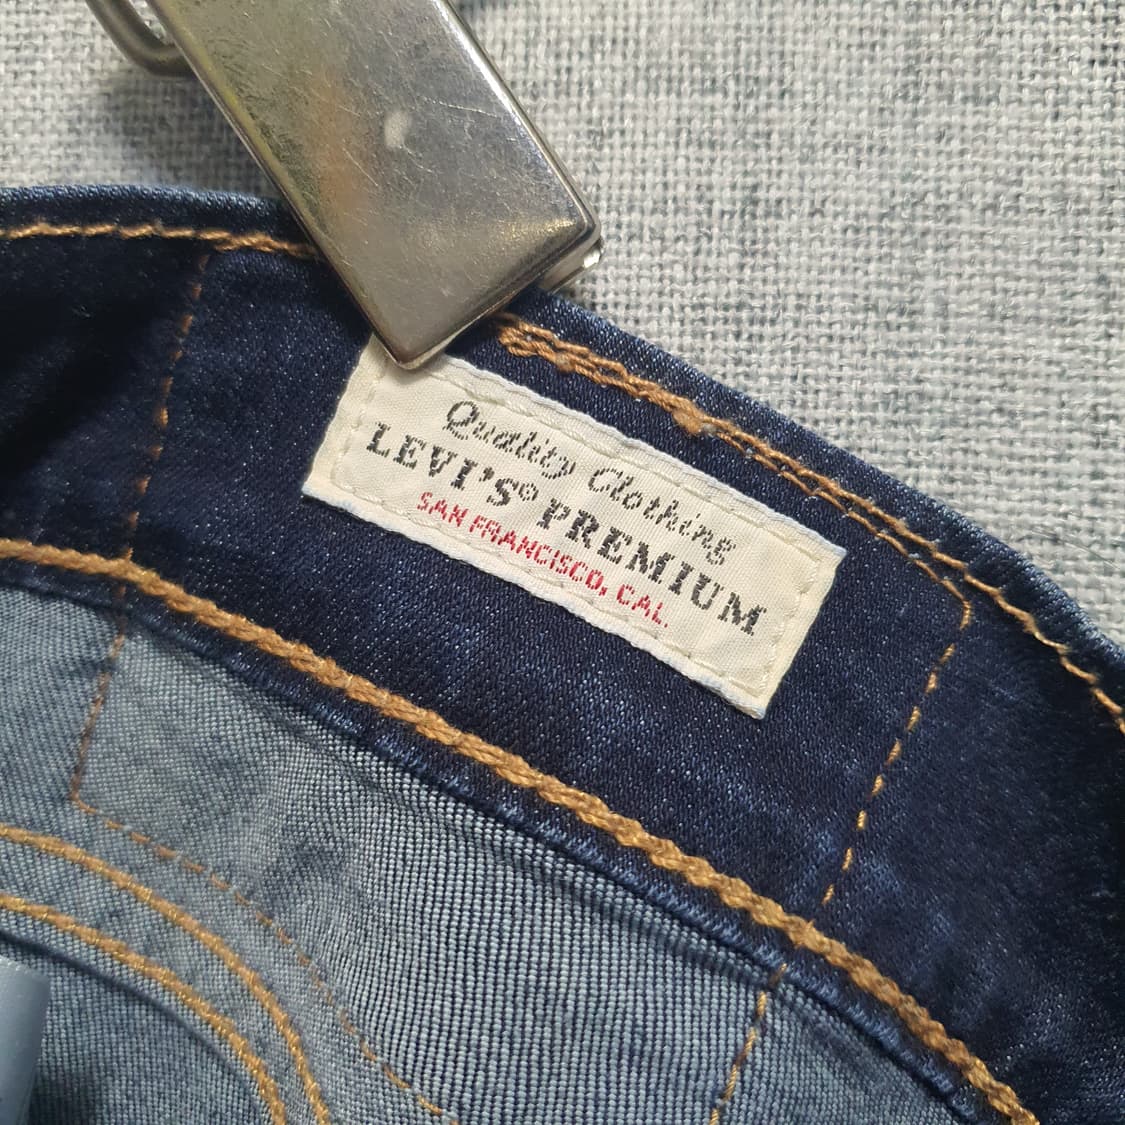 Quality Clothing
LEVI'S® PREMIUM
SAN FRANCISCO, CAL.